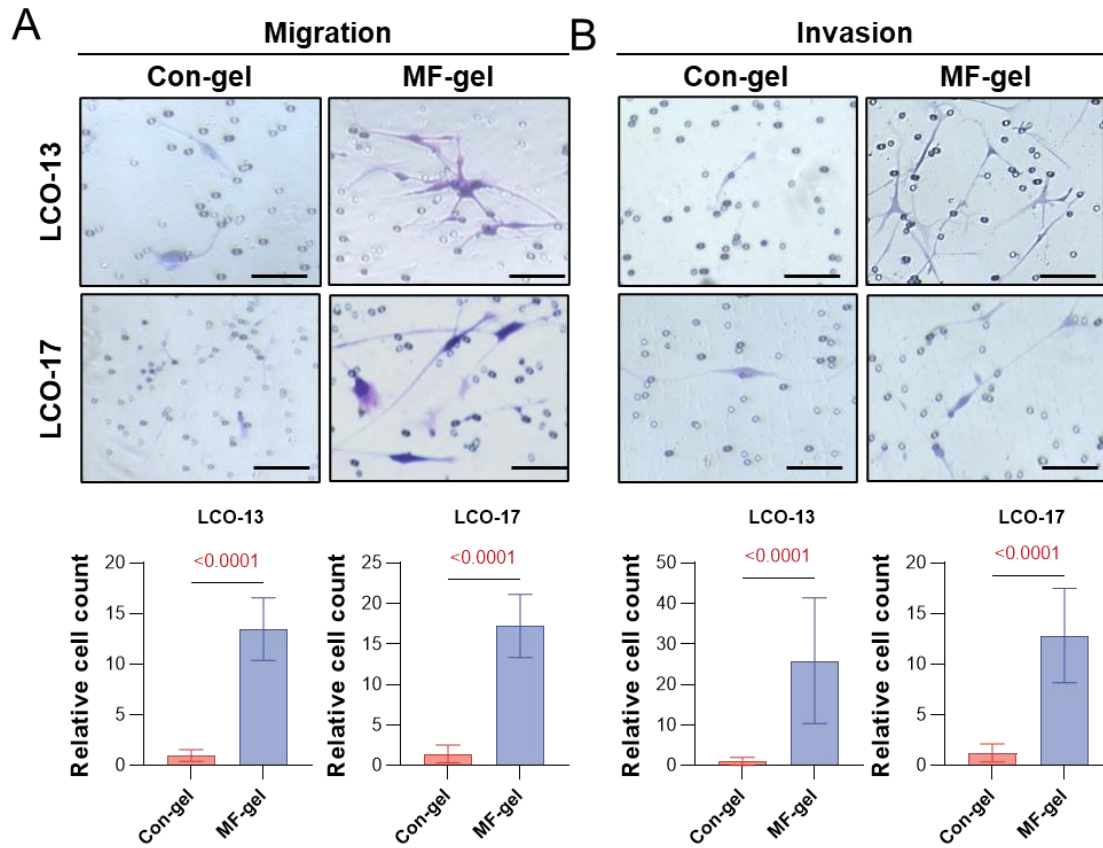 A
Migration
Con-gel
MF-gel
LCO-13
LCO-17
B
Invasion
Con-gel
MF-gel
LCO-13
<0.0001
Relative cell count
20
15
10
5
0
Con-gel
MF-gel
LCO-17
<0.0001
Relative cell count
25
20
15
10
5
0
Con-gel
MF-gel
LCO-13
<0.0001
Relative cell count
50
40
30
20
10
0
Con-gel
MF-gel
LCO-17
<0.0001
Relative cell count
20
15
10
5
0
Con-gel
MF-gel